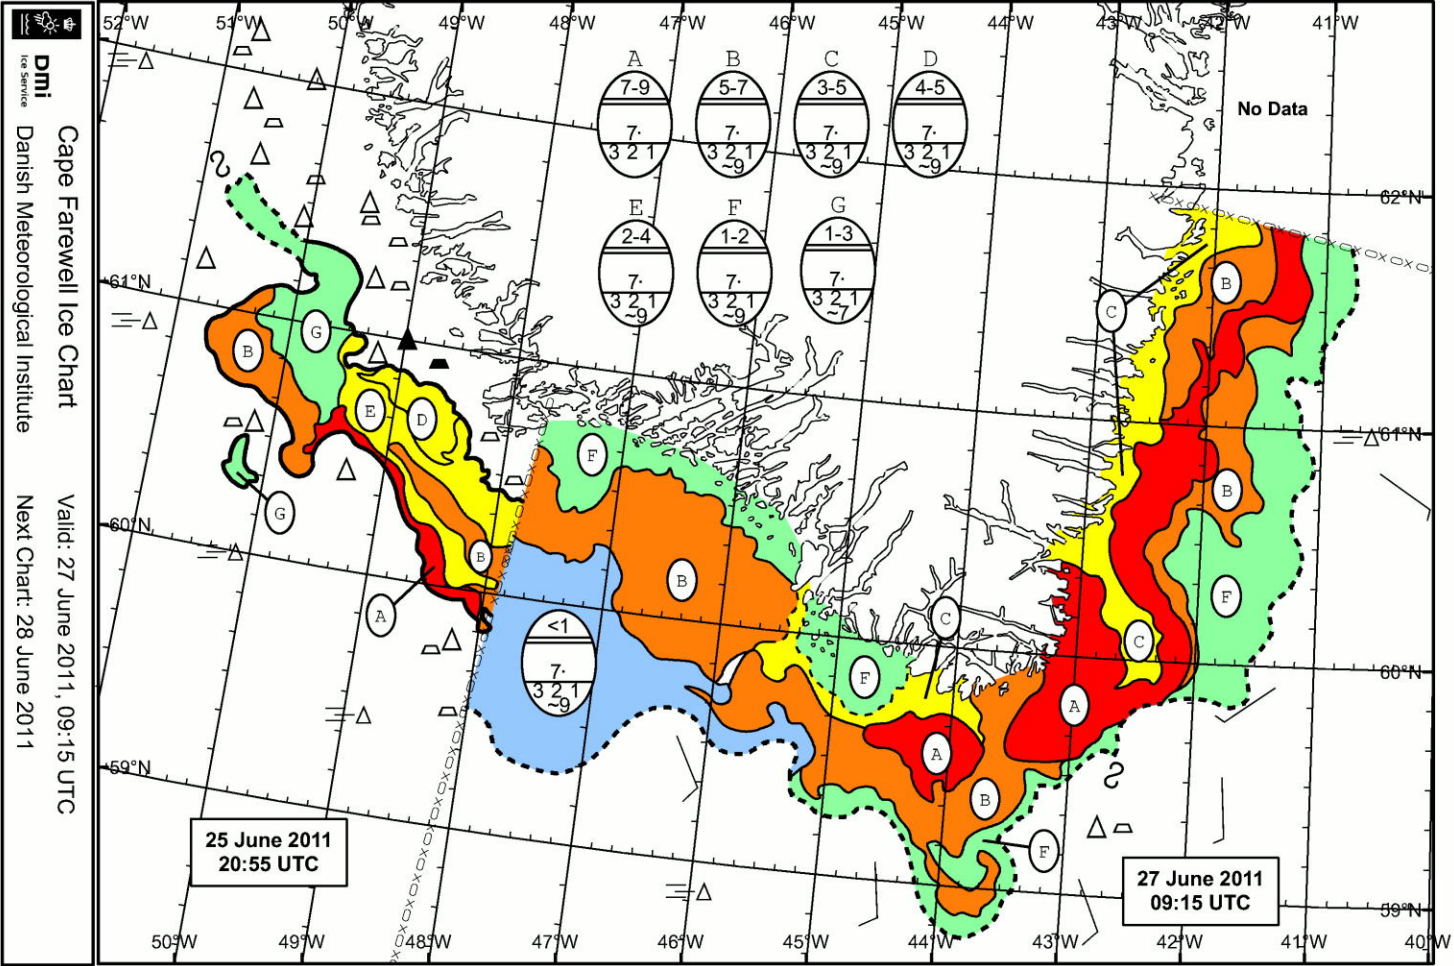 52°W 51°W 50°W 49°W 48°W 47°W 46°W 45°W 44°W 43°W 42°W 41°W
Dmi
Ice Service
Cape Farewell Ice Chart
Danish Meteorological Institute
Valid: 27 June 2011, 09:15 UTC
Next Chart: 28 June 2011
A B C D
7-9 5-7 3-5 4-5
7· 7· 7· 7·
3 2 1 3 2 1 3 2 1 3 2 1
~9 ~9 ~9
No Data
E F G
2-4 1-2 1-3
7· 7· 7·
3 2 1 3 2 1 3 2 1
~9 ~9 ~7
62°N
61°N
B
C
G
B
E
D
61°N
F
B
G
60°N
B
B
F
A
C
<1
7·
3 2 1
~9
C
F
60°N
A
A
59°N
B
25 June 2011
20:55 UTC
F
27 June 2011
09:15 UTC
59°N
50°W 49°W 48°W 47°W 46°W 45°W 44°W 43°W 42°W 41°W 40°W